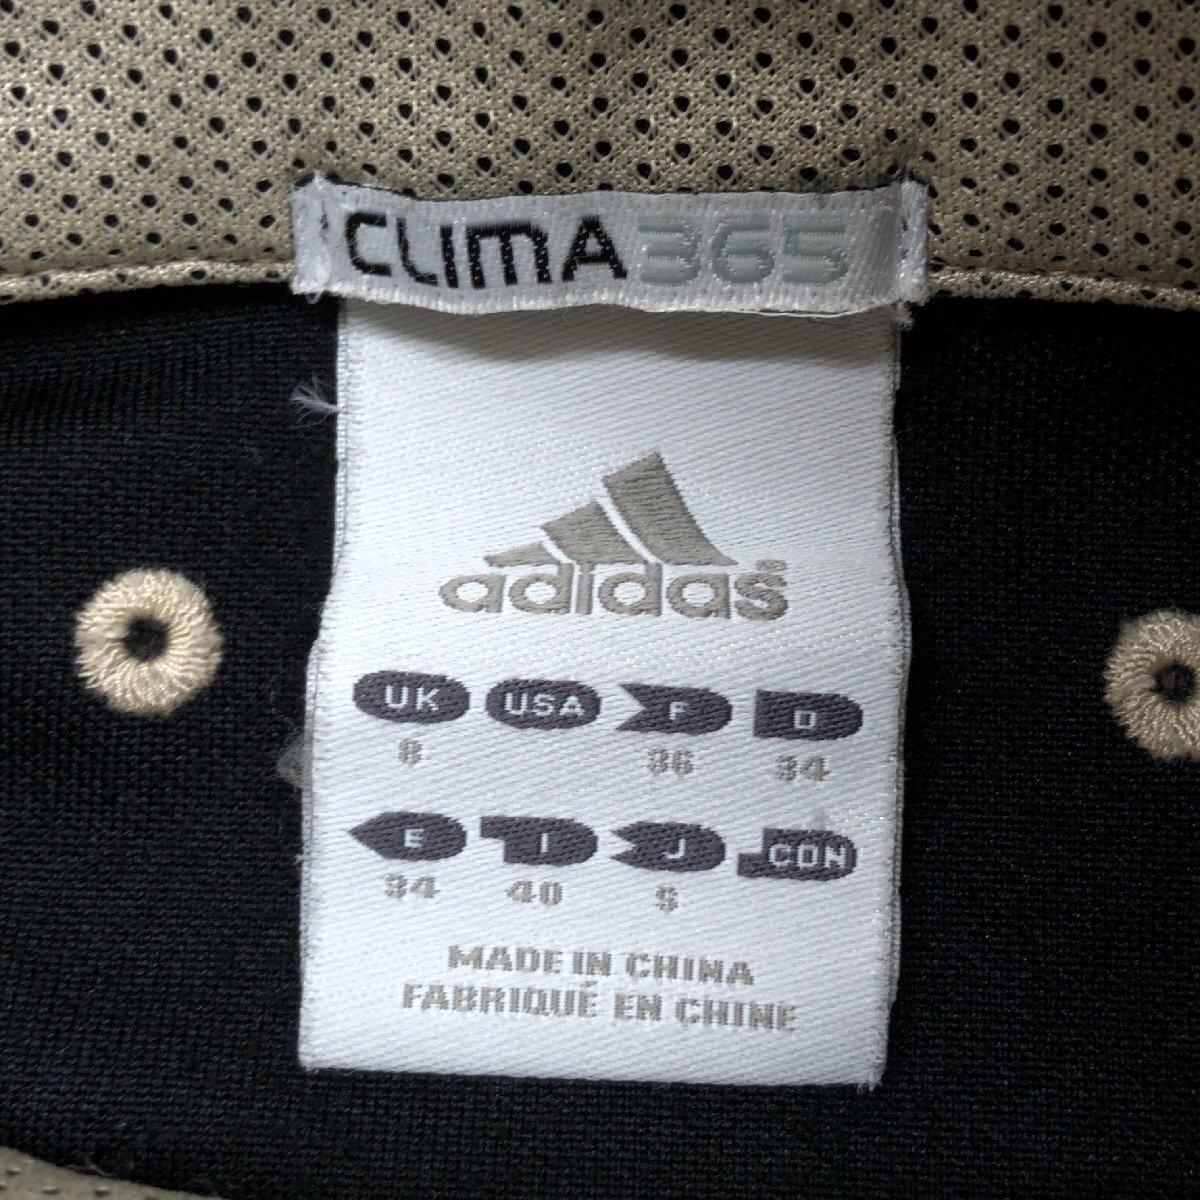 CLIMA365
adidas®
UK USA F D
8 36 34
E I J CON
34 40 S
MADE IN CHINA
FABRIQUÉ EN CHINE